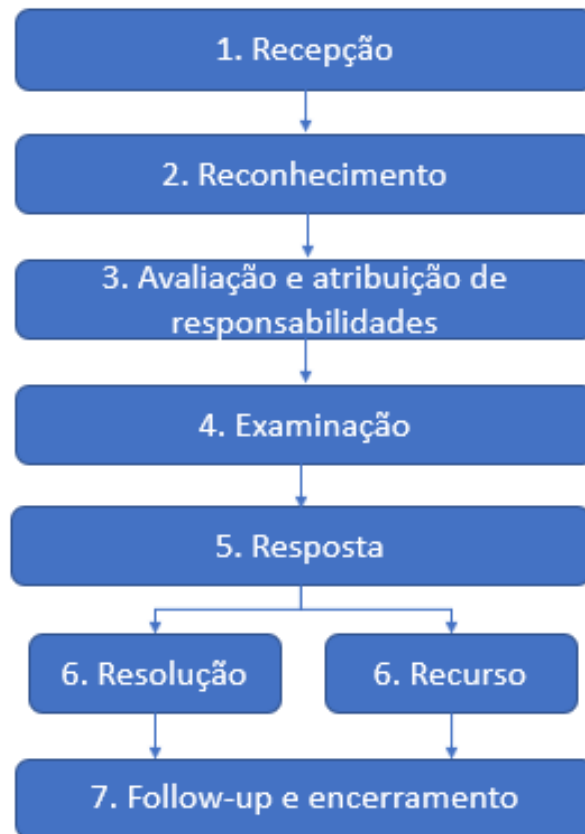 1. Recepção
2. Reconhecimento
3. Avaliação e atribuição de
responsabilidades
4. Examinação
5. Resposta
6. Resolução
6. Recurso
7. Follow-up e encerramento